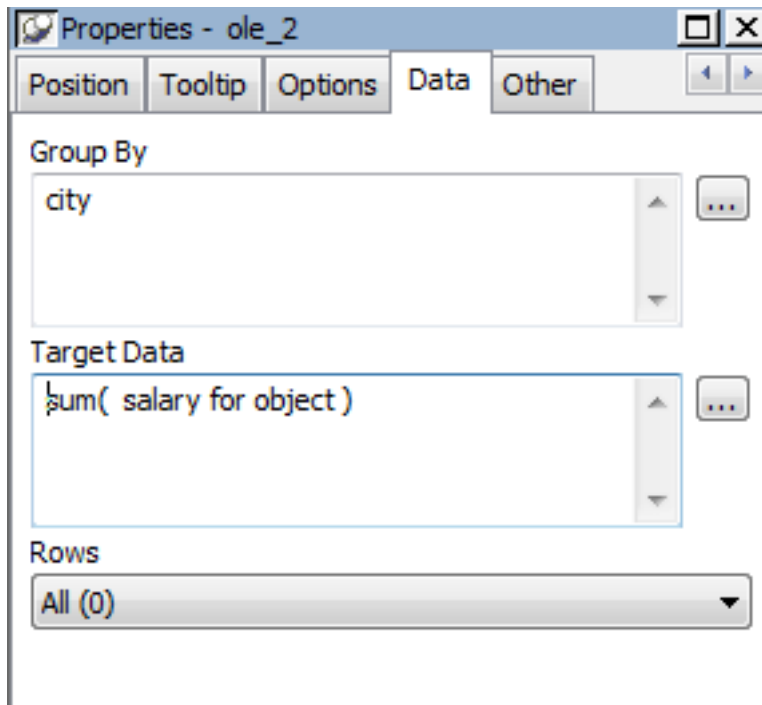 Properties - ole_2
Position Tooltip Options Data Other
Group By
city
...
Target Data
sum( salary for object )
...
Rows
All (0)